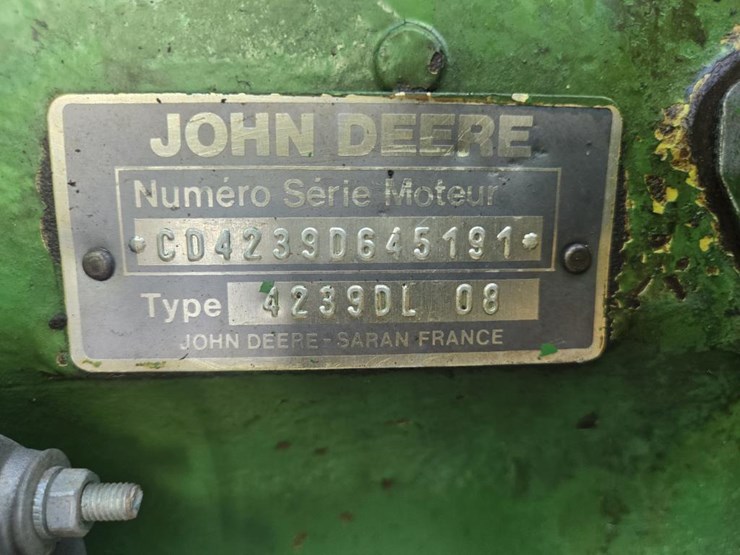 JOHN DEERE
Numéro Série Moteur
*CD4239D645191*
Type 4239DL 08
JOHN DEERE-SARAN FRANCE